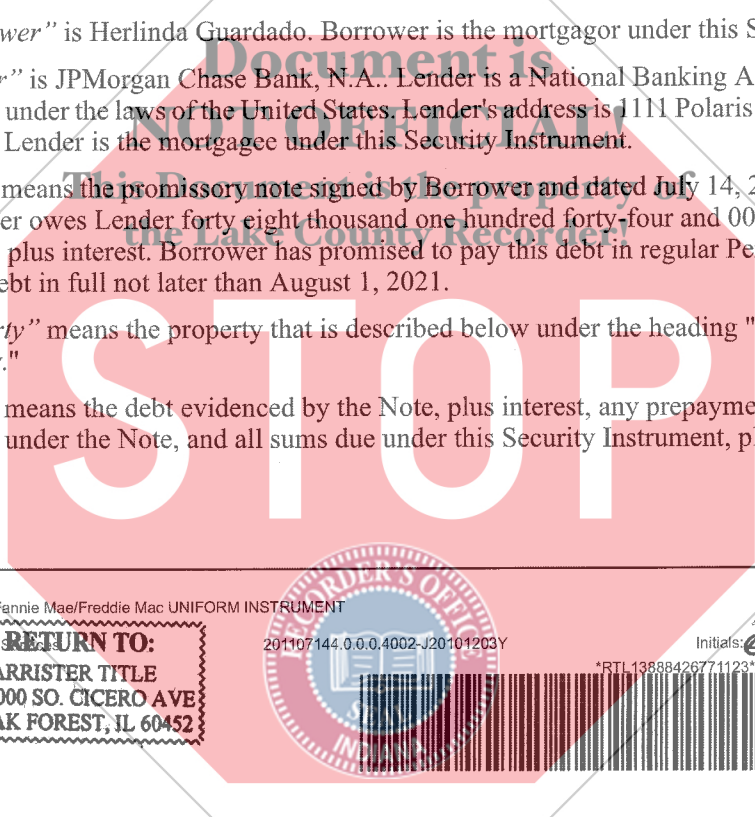 wer” is Herlinda Guardado. Borrower is the mortgagor under this S
Document is
r” is JPMorgan Chase Bank, N.A.. Lender is a National Banking A
under the laws of the United States. Lender's address is 1111 Polaris
NOT OFFICIAL!
Lender is the mortgagee under this Security Instrument.
This Document is the property of
means the promissory note signed by Borrower and dated July 14, 2
er owes Lender forty eight thousand one hundred forty-four and 00
the Lake County Recorder!
plus interest. Borrower has promised to pay this debt in regular Pe
ebt in full not later than August 1, 2021.
rty” means the property that is described below under the heading "
."
means the debt evidenced by the Note, plus interest, any prepayme
under the Note, and all sums due under this Security Instrument, pl
STOP
Fannie Mae/Freddie Mac UNIFORM INSTRUMENT
RETURN TO:
ARRISTER TITLE
000 SO. CICERO AVE
AK FOREST, IL 60452
201107144.0.0.0.4002-J20101203Y
Initials:
*RTL13888426771123*
RECORDER'S OFFICE
SEAL
INDIANA